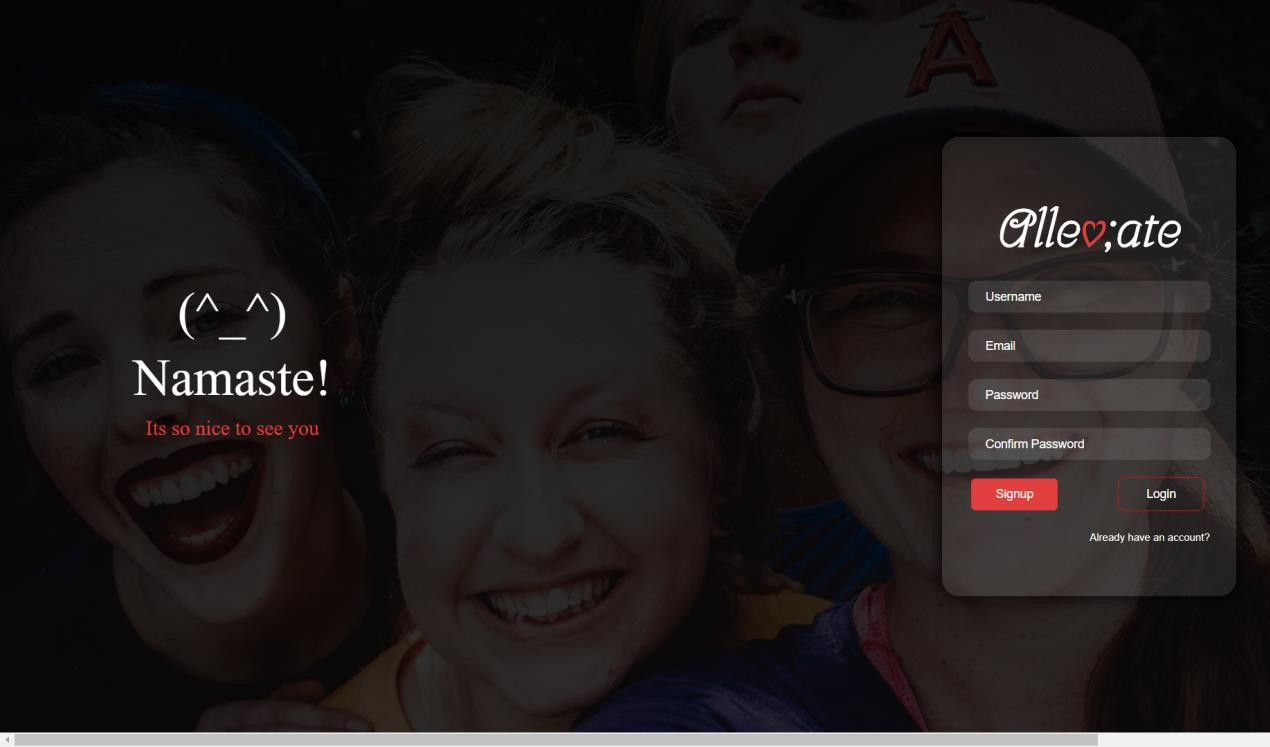 A
(^_^)
Namaste!
Its so nice to see you
Alle♡;ate
Username
Email
Password
Confirm Password
Signup
Login
Already have an account?